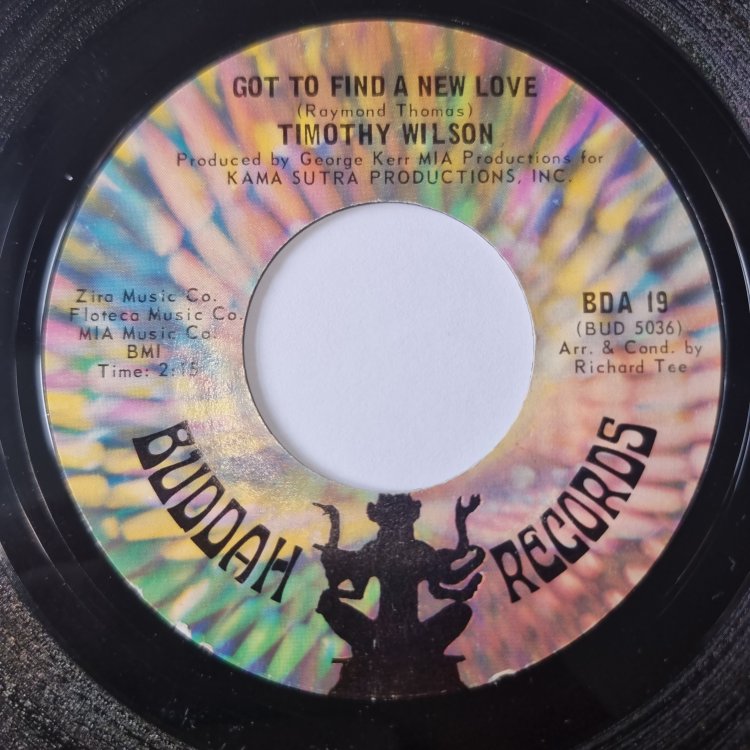 GOT TO FIND A NEW LOVE
(Raymond Thomas)
TIMOTHY WILSON
Produced by George Kerr MIA Productions for
KAMA SUTRA PRODUCTIONS, INC.
Zira Music Co.
Floteca Music Co.
MIA Music Co.
BMI
Time: 2:15
BDA 19
(BUD 5036)
Arr. & Cond. by
Richard Tee
BUDDAH RECORDS